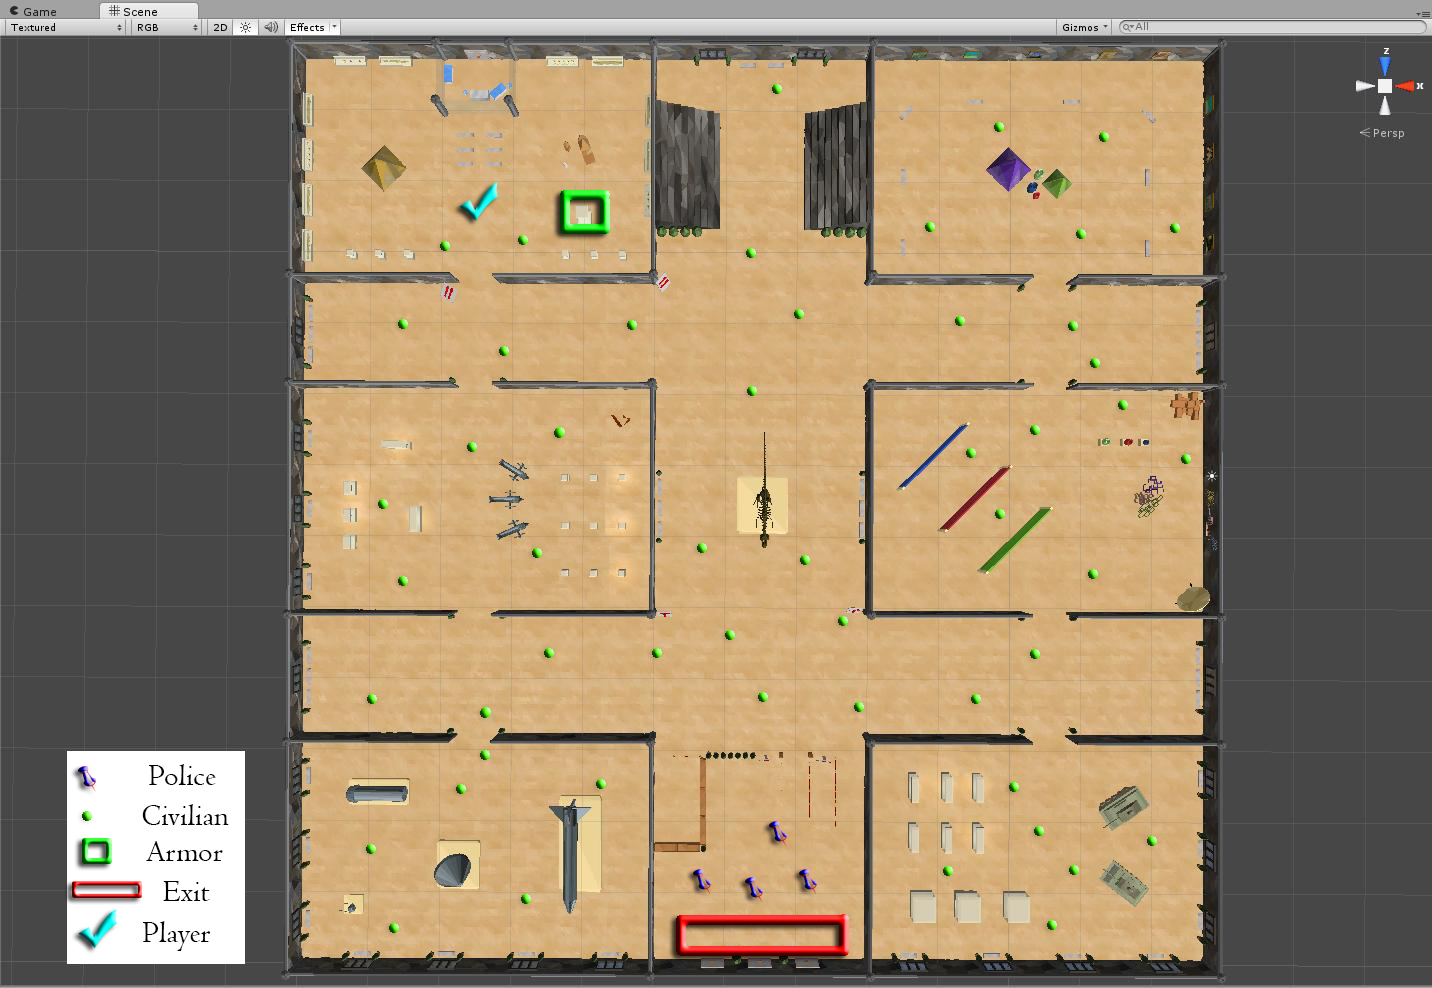 Game
Scene
Textured
RGB
2D
Effects
Gizmos
All
z
x
Persp
Police
Civilian
Armor
Exit
Player